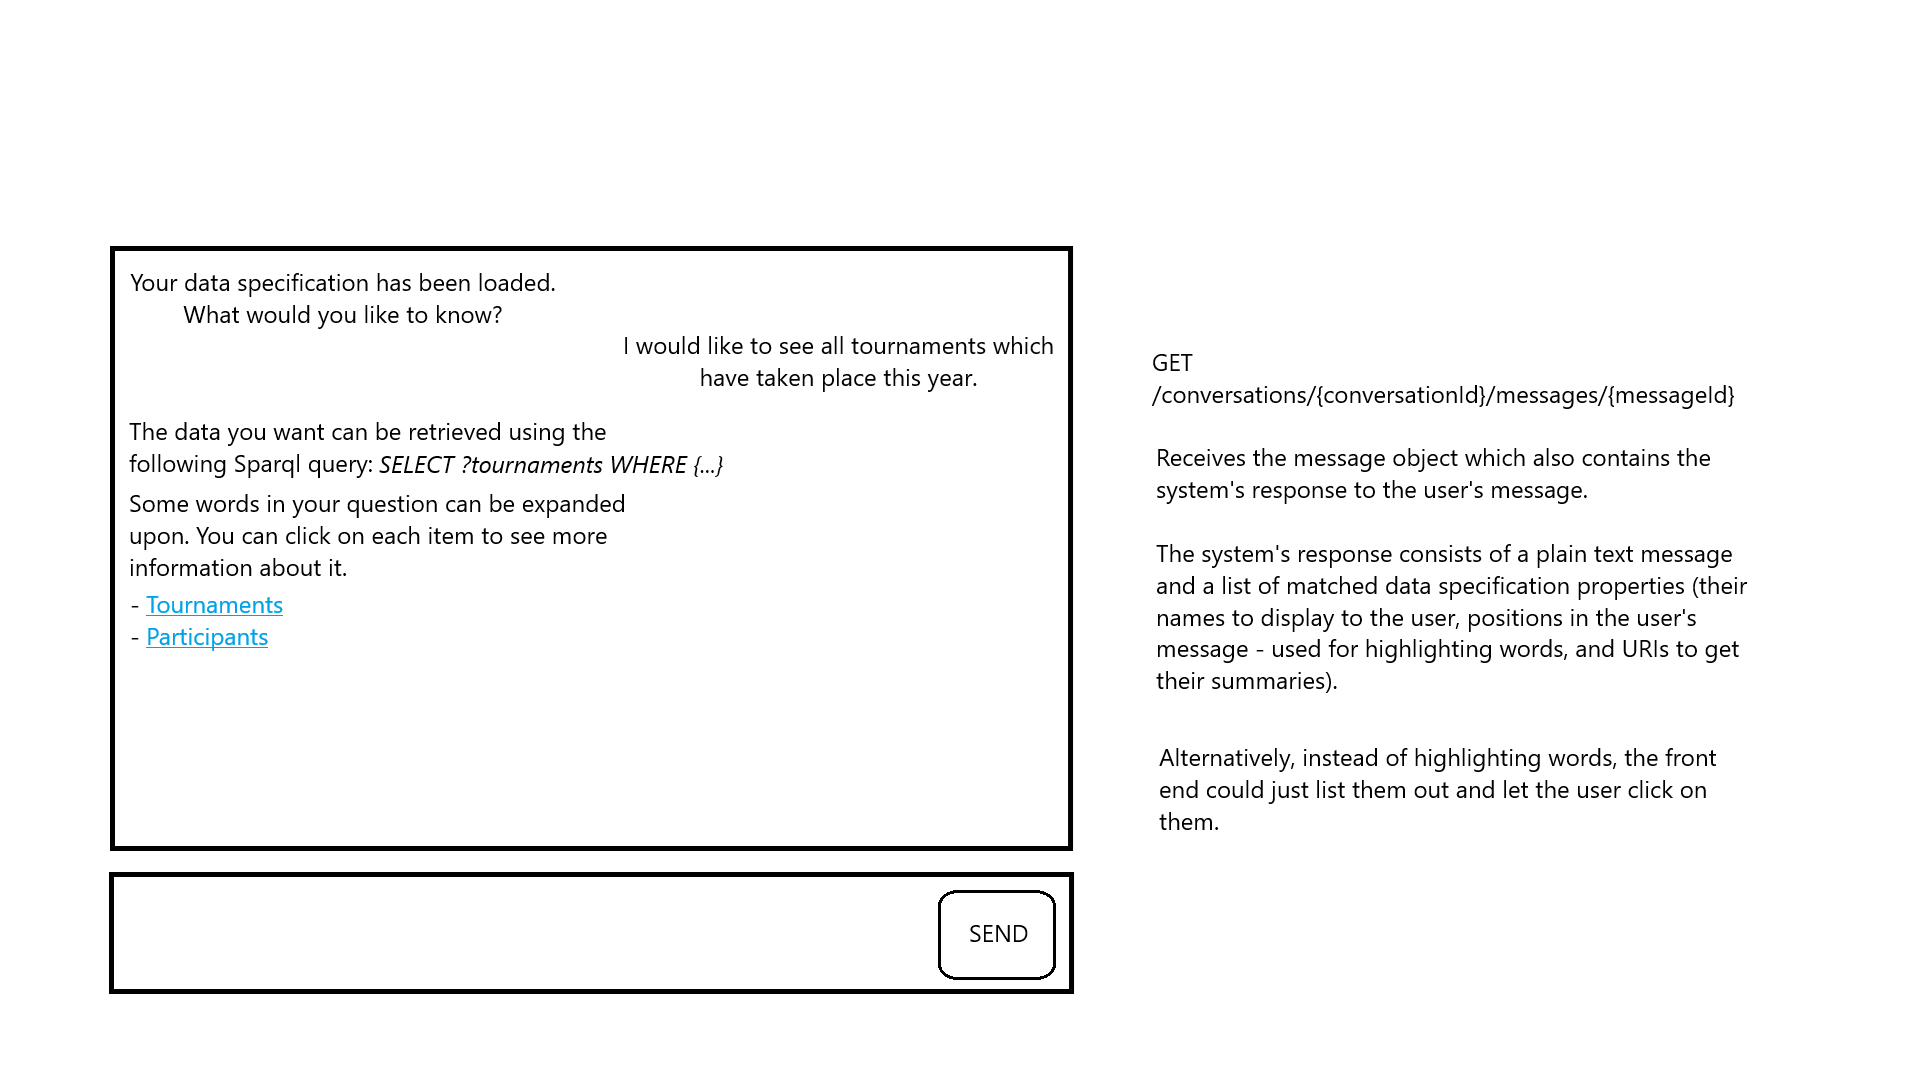 Your data specification has been loaded.
What would you like to know?
I would like to see all tournaments which
have taken place this year.
The data you want can be retrieved using the
following Sparql query: SELECT ?tournaments WHERE {...}
Some words in your question can be expanded
upon. You can click on each item to see more
information about it.
- Tournaments
- Participants
SEND
GET
/conversations/{conversationId}/messages/{messageId}
Receives the message object which also contains the
system's response to the user's message.
The system's response consists of a plain text message
and a list of matched data specification properties (their
names to display to the user, positions in the user's
message - used for highlighting words, and URIs to get
their summaries).
Alternatively, instead of highlighting words, the front
end could just list them out and let the user click on
them.